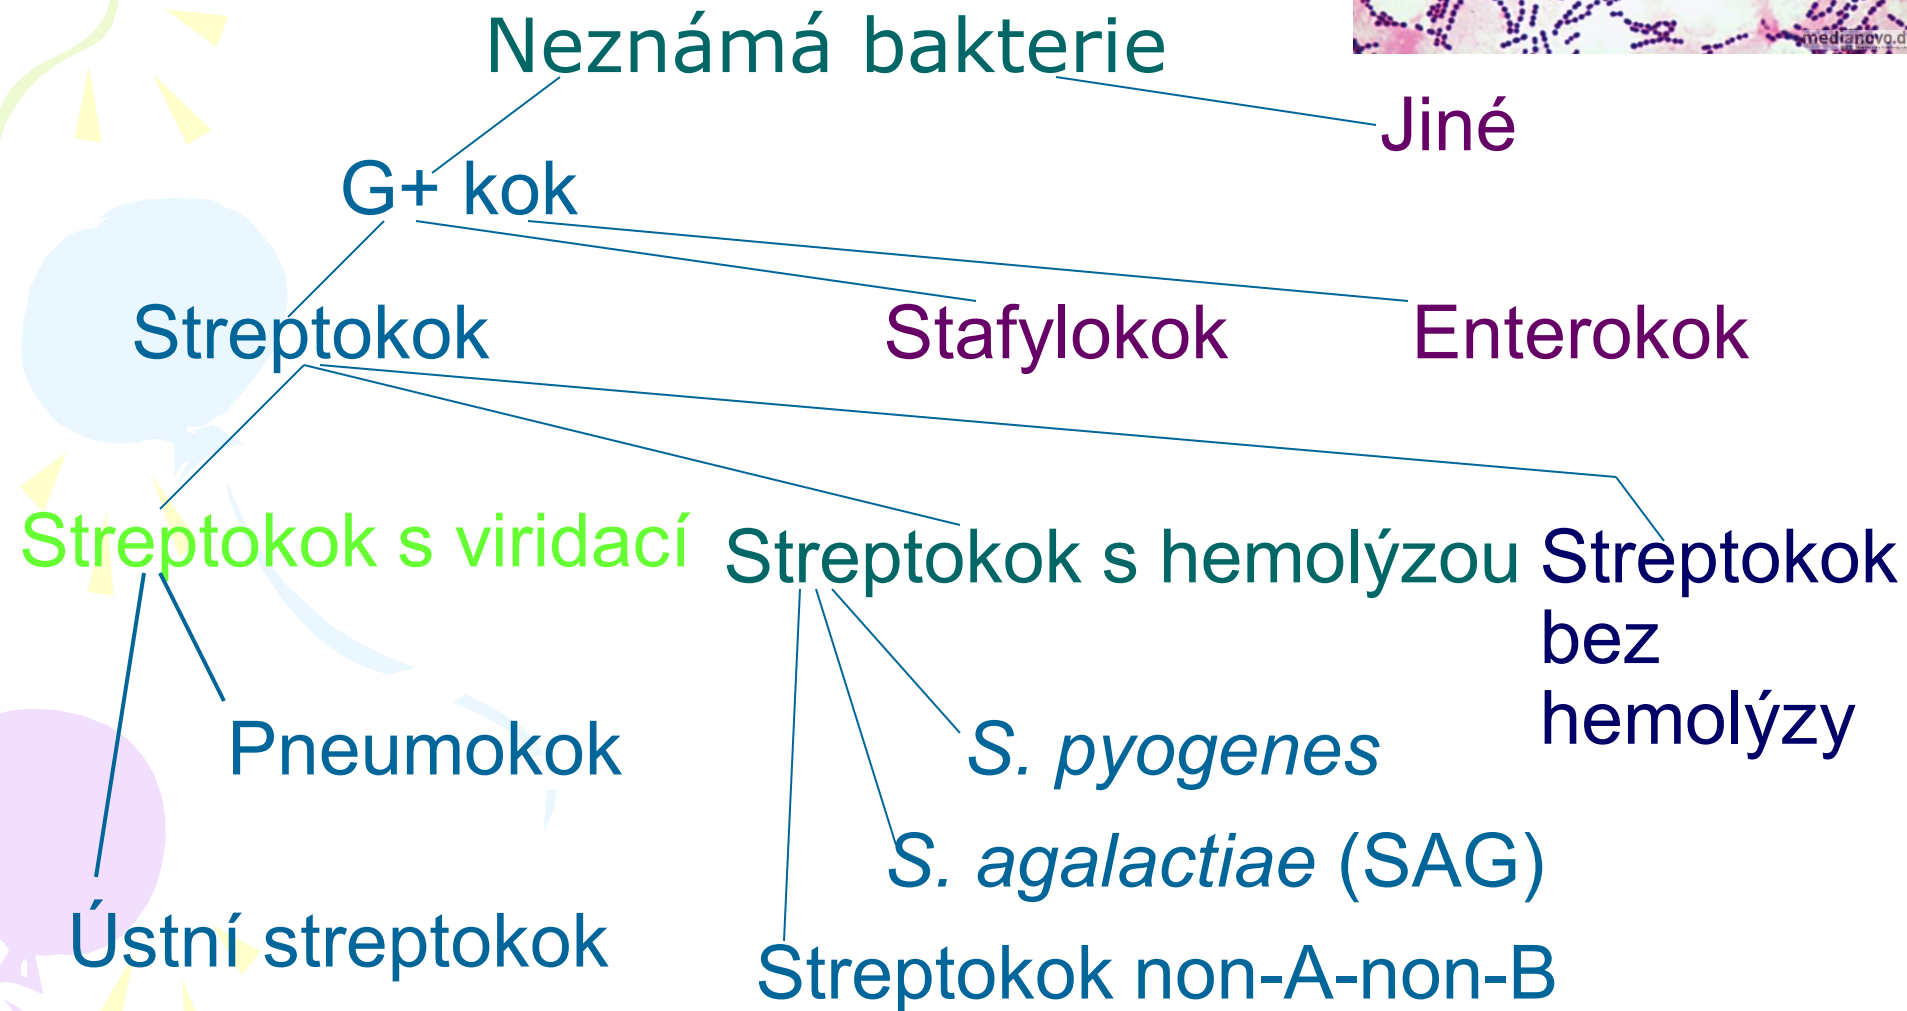 Neznámá bakterie
medianovo.d
Jiné
G+ kok
Streptokok
Stafylokok
Enterokok
Streptokok s viridací
Streptokok s hemolýzou
Streptokok
bez
hemolýzy
Pneumokok
S. pyogenes
S. agalactiae (SAG)
Ústní streptokok
Streptokok non-A-non-B